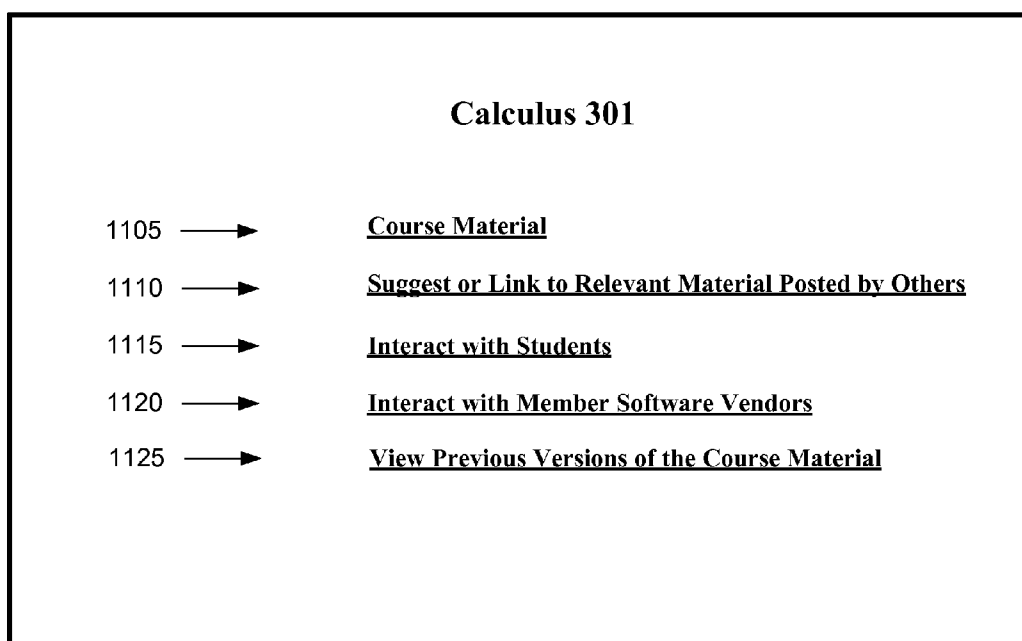 Calculus 301
1105 Course Material
1110 Suggest or Link to Relevant Material Posted by Others
1115 Interact with Students
1120 Interact with Member Software Vendors
1125 View Previous Versions of the Course Material